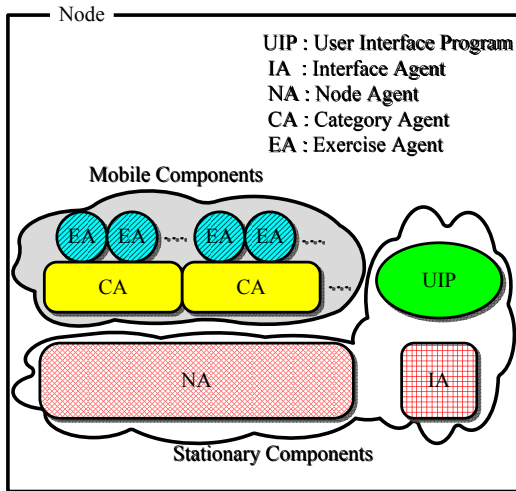 Node
UIP : User Interface Program
IA : Interface Agent
NA : Node Agent
CA : Category Agent
EA : Exercise Agent
Mobile Components
EA EA EA EA
CA CA
UIP
NA IA
Stationary Components